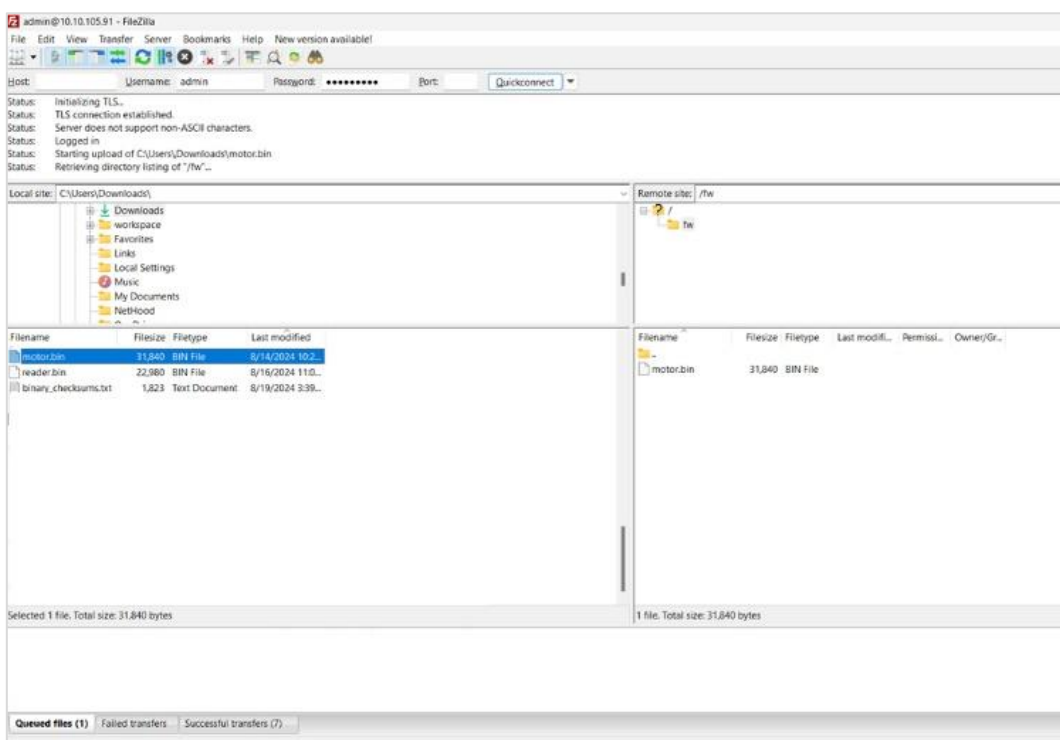 admin@10.10.105.91 - FileZilla
File Edit View Transfer Server Bookmarks Help New version available!
Host: Username: admin Password: ●●●●●●●●● Port: Quickconnect
Status: Initializing TLS...
Status: TLS connection established.
Status: Server does not support non-ASCII characters.
Status: Logged in
Status: Starting upload of C:\Users\Downloads\motor.bin
Status: Retrieving directory listing of "/fw"...
Local site: C:\Users\Downloads\
Downloads
workspace
Favorites
Links
Local Settings
Music
My Documents
NetHood
Remote site: /fw
/
fw
Filename Filesize Filetype Last modified
motor.bin 31,840 BIN File 8/14/2024 10:2...
reader.bin 22,980 BIN File 8/16/2024 11:0...
binary_checksums.txt 1,823 Text Document 8/19/2024 3:39...
Selected 1 file. Total size: 31,840 bytes
Filename Filesize Filetype Last modifi... Permissi... Owner/Gr...
..
motor.bin 31,840 BIN File
1 file. Total size: 31,840 bytes
Queued files (1) Failed transfers Successful transfers (7)